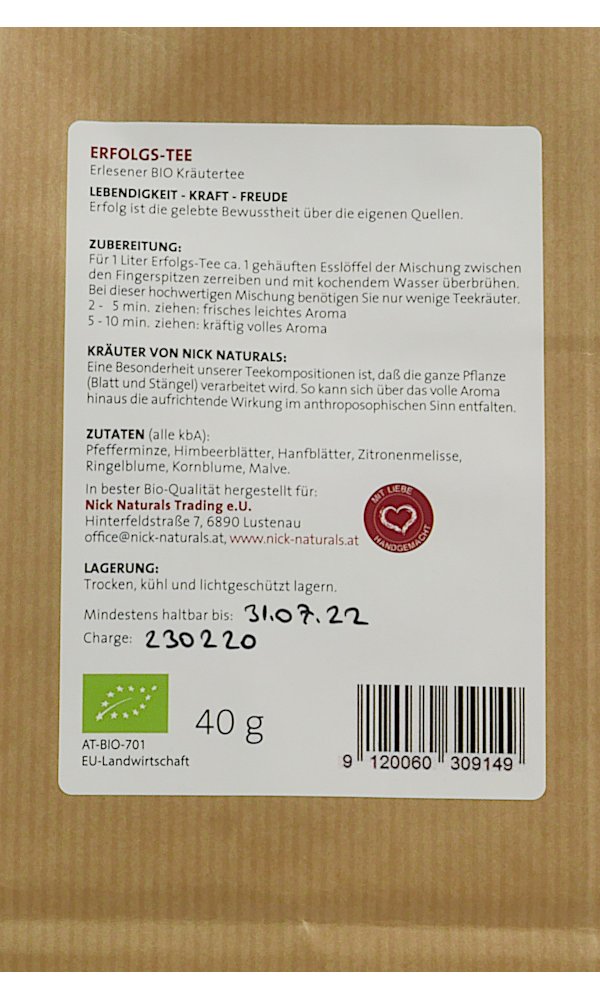 ERFOLGS-TEE
Erlesener BIO Kräutertee
LEBENDIGKEIT - KRAFT - FREUDE
Erfolg ist die gelebte Bewusstheit über die eigenen Quellen.
ZUBEREITUNG:
Für 1 Liter Erfolgs-Tee ca. 1 gehäuften Esslöffel der Mischung zwischen
den Fingerspitzen zerreiben und mit kochendem Wasser überbrühen.
Bei dieser hochwertigen Mischung benötigen Sie nur wenige Teekräuter.
2 - 5 min. ziehen: frisches leichtes Aroma
5 - 10 min. ziehen: kräftig volles Aroma
KRÄUTER VON NICK NATURALS:
Eine Besonderheit unserer Teekompositionen ist, daß die ganze Pflanze
(Blatt und Stängel) verarbeitet wird. So kann sich über das volle Aroma
hinaus die aufrichtende Wirkung im anthroposophischen Sinn entfalten.
ZUTATEN (alle kbA):
Pfefferminze, Himbeerblätter, Hanfblätter, Zitronenmelisse,
Ringelblume, Kornblume, Malve.
In bester Bio-Qualität hergestellt für:
Nick Naturals Trading e.U.
Hinterfeldstraße 7, 6890 Lustenau
office@nick-naturals.at, www.nick-naturals.at
MIT LIEBE
HANDGEMACHT
LAGERUNG:
Trocken, kühl und lichtgeschützt lagern.
Mindestens haltbar bis: 31.07.22
Charge: 230220
40 g
AT-BIO-701
EU-Landwirtschaft
9 120060 309149